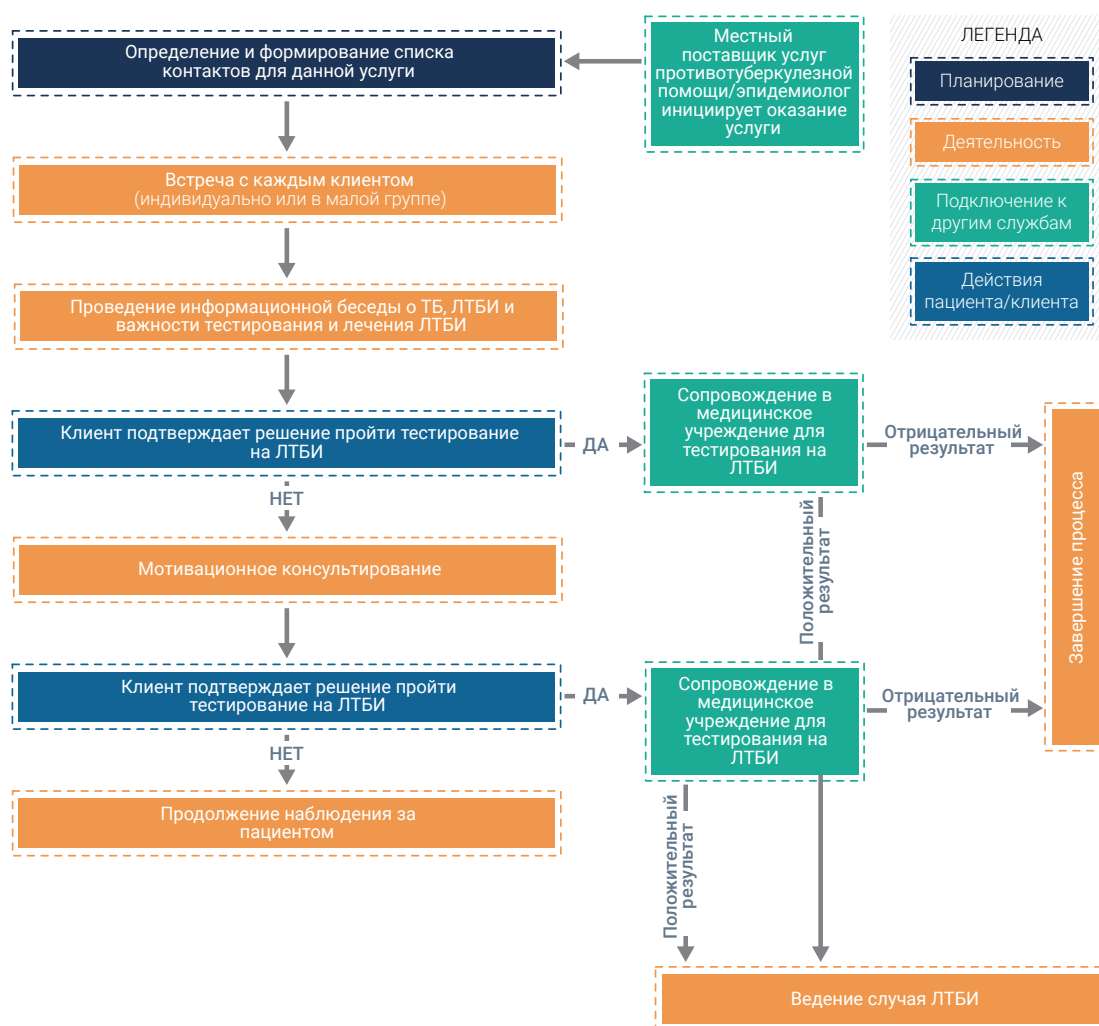 Определение и формирование списка
контактов для данной услуги
Местный
поставщик услуг
противотуберкулезной
помощи/эпидемиолог
инициирует оказание
услуги
ЛЕГЕНДА
Планирование
Деятельность
Подключение к
другим службам
Действия
пациента/клиента
Встреча с каждым клиентом
(индивидуально или в малой группе)
Проведение информационной беседы о ТБ, ЛТБИ и
важности тестирования и лечения ЛТБИ
Клиент подтверждает решение пройти тестирование
на ЛТБИ
ДА
Сопровождение в
медицинское
учреждение для
тестирования на
ЛТБИ
Отрицательный
результат
Завершение процесса
НЕТ
Положительный
результат
Мотивационное консультирование
Клиент подтверждает решение пройти
тестирование на ЛТБИ
ДА
Сопровождение в
медицинское
учреждение для
тестирования на
ЛТБИ
Отрицательный
результат
НЕТ
Продолжение наблюдения за
пациентом
Положительный
результат
Ведение случая ЛТБИ